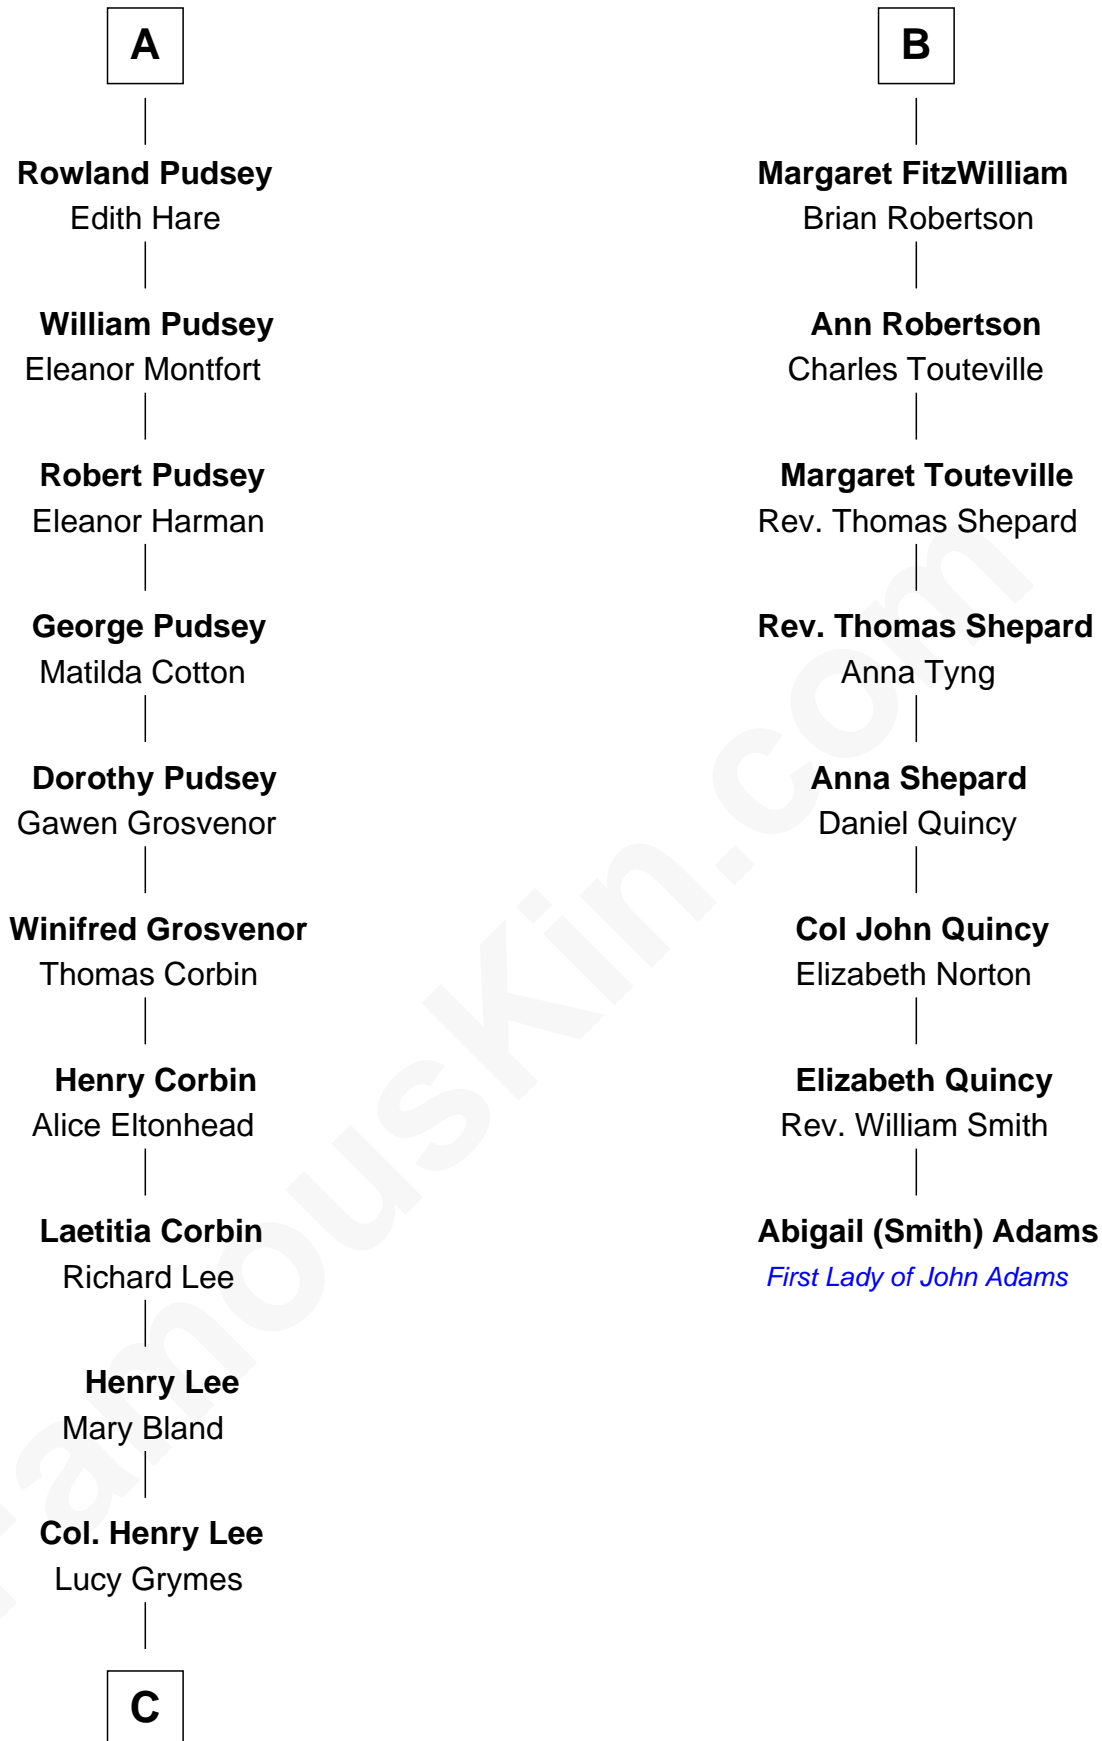 A
Rowland Pudsey
Edith Hare
William Pudsey
Eleanor Montfort
Robert Pudsey
Eleanor Harman
George Pudsey
Matilda Cotton
Dorothy Pudsey
Gawen Grosvenor
Winifred Grosvenor
Thomas Corbin
Henry Corbin
Alice Eltonhead
Laetitia Corbin
Richard Lee
Henry Lee
Mary Bland
Col. Henry Lee
Lucy Grymes
C
B
Margaret FitzWilliam
Brian Robertson
Ann Robertson
Charles Touteville
Margaret Touteville
Rev. Thomas Shepard
Rev. Thomas Shepard
Anna Tyng
Anna Shepard
Daniel Quincy
Col John Quincy
Elizabeth Norton
Elizabeth Quincy
Rev. William Smith
Abigail (Smith) Adams
First Lady of John Adams
FamousKin.com